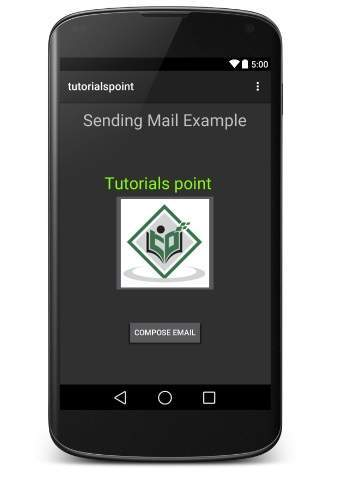 5:00
tutorialspoint
Sending Mail Example
Tutorials point
COMPOSE EMAIL